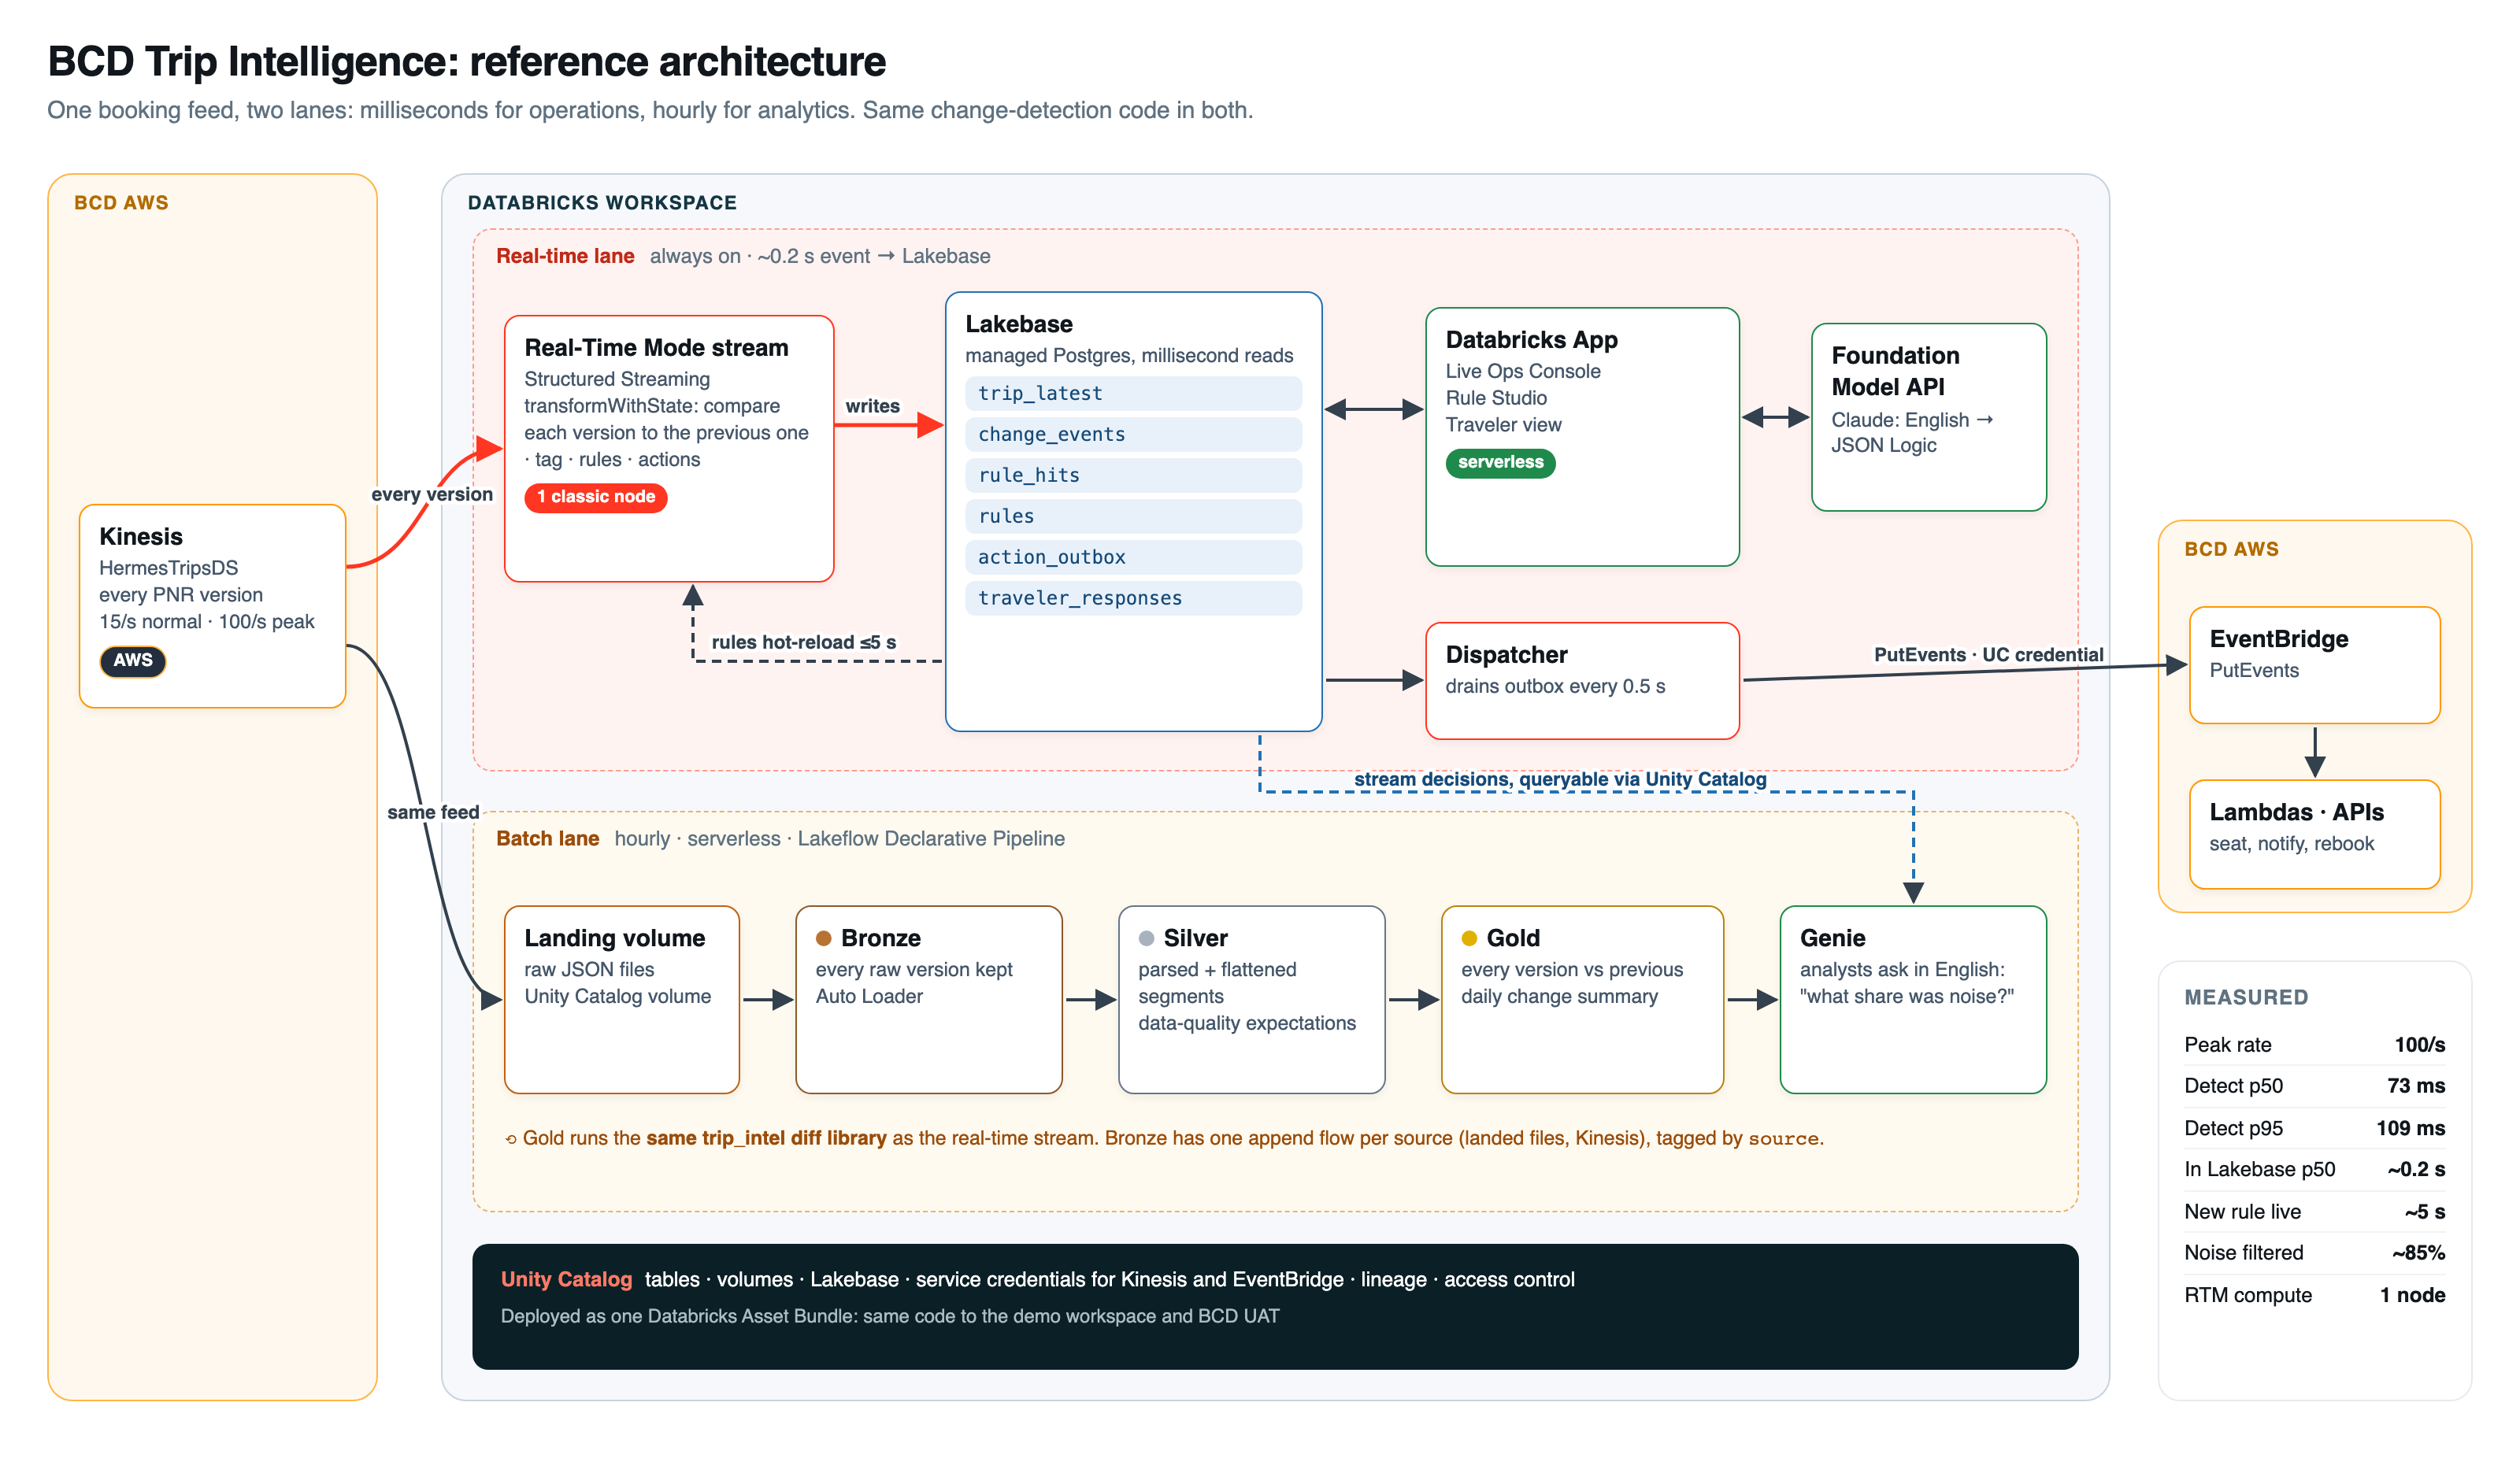 BCD Trip Intelligence: reference architecture
One booking feed, two lanes: milliseconds for operations, hourly for analytics. Same change-detection code in both.
BCD AWS
Kinesis
HermesTripsDS
every PNR version
15/s normal · 100/s peak
AWS
every version
same feed
DATABRICKS WORKSPACE
Real-time lane always on · ~0.2 s event → Lakebase
Real-Time Mode stream
Structured Streaming
transformWithState: compare
each version to the previous one
· tag · rules · actions
1 classic node
writes
rules hot-reload ≤5 s
Lakebase
managed Postgres, millisecond reads
trip_latest
change_events
rule_hits
rules
action_outbox
traveler_responses
Databricks App
Live Ops Console
Rule Studio
Traveler view
serverless
Foundation
Model API
Claude: English →
JSON Logic
Dispatcher
drains outbox every 0.5 s
PutEvents · UC credential
stream decisions, queryable via Unity Catalog
Batch lane hourly · serverless · Lakeflow Declarative Pipeline
Landing volume
raw JSON files
Unity Catalog volume
Bronze
every raw version kept
Auto Loader
Silver
parsed + flattened
segments
data-quality expectations
Gold
every version vs previous
daily change summary
Genie
analysts ask in English:
"what share was noise?"
⟲ Gold runs the same trip_intel diff library as the real-time stream. Bronze has one append flow per source (landed files, Kinesis), tagged by source.
Unity Catalog tables · volumes · Lakebase · service credentials for Kinesis and EventBridge · lineage · access control
Deployed as one Databricks Asset Bundle: same code to the demo workspace and BCD UAT
BCD AWS
EventBridge
PutEvents
Lambdas · APIs
seat, notify, rebook
MEASURED
Peak rate 100/s
Detect p50 73 ms
Detect p95 109 ms
In Lakebase p50 ~0.2 s
New rule live ~5 s
Noise filtered ~85%
RTM compute 1 node